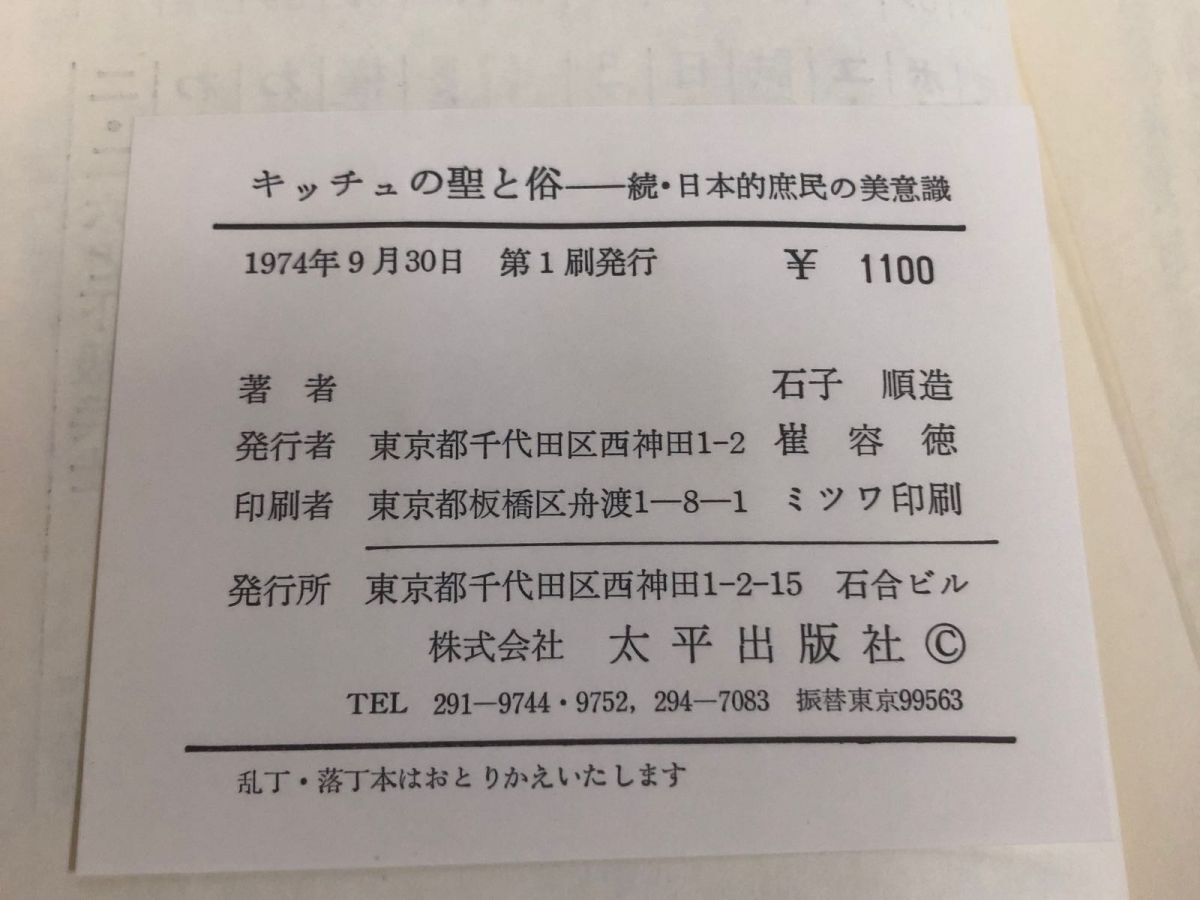 キッチュの聖と俗――続・日本的庶民の美意識
1974年9月30日 第1刷発行 ¥ 1100
著者 石子 順造
発行者 東京都千代田区西神田1-2 崔容徳
印刷者 東京都板橋区舟渡1―8―1 ミツワ印刷
発行所 東京都千代田区西神田1-2-15 石合ビル
株式会社 太平出版社 ©
TEL 291―9744・9752, 294―7083 振替東京99563
乱丁・落丁本はおとりかえいたします